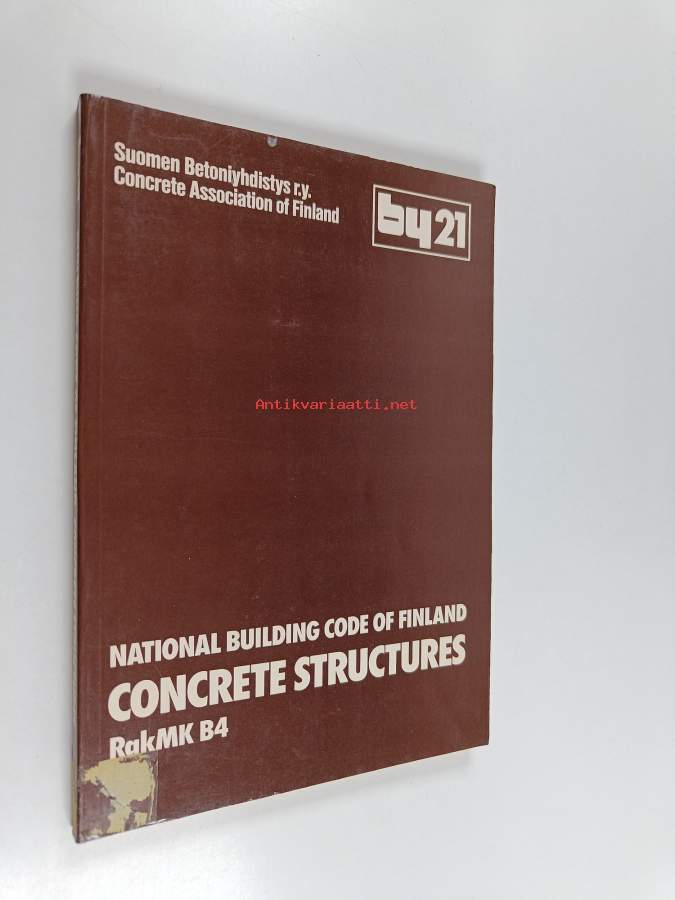 Suomen Betoniyhdistys r.y.
Concrete Association of Finland
by 21
Antikvariaatti.net
NATIONAL BUILDING CODE OF FINLAND
CONCRETE STRUCTURES
RakMK B4